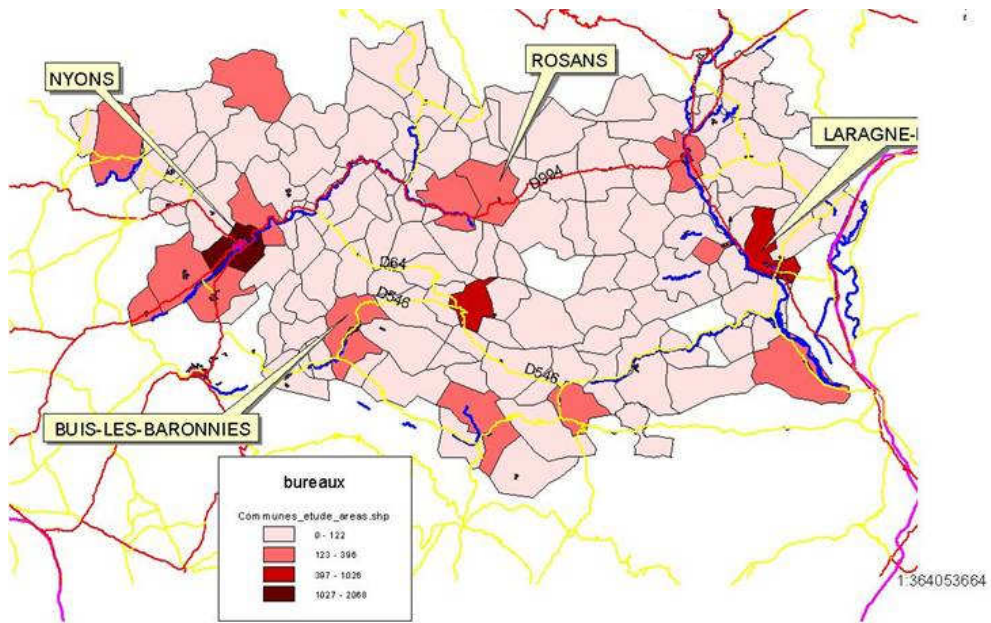 i
NYONS
ROSANS
LARAGNE-
D994
D64
D546
D546
BUIS-LES-BARONNIES
bureaux
Communes_etude_areas.shp
0 - 122
123 - 396
397 - 1026
1027 - 2068
1:364053664